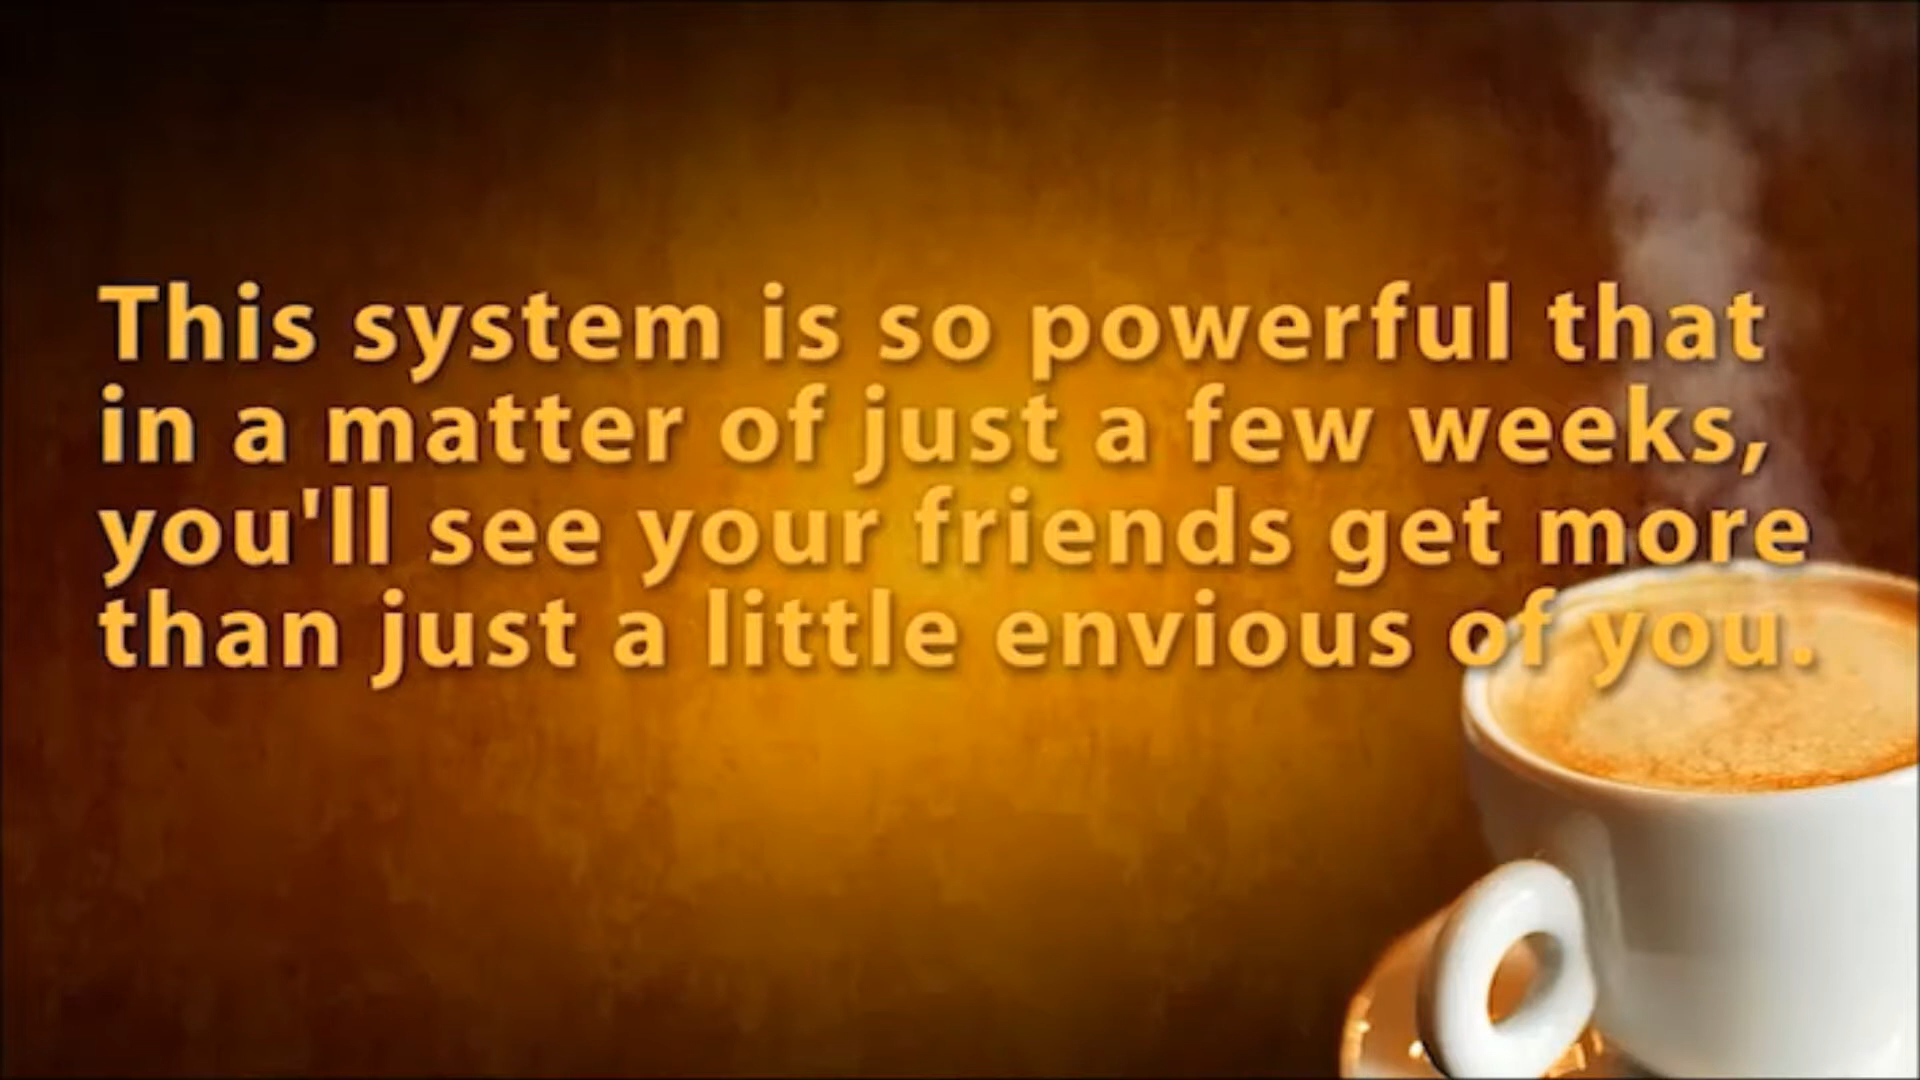 This system is so powerful that
in a matter of just a few weeks,
you'll see your friends get more
than just a little envious of you.